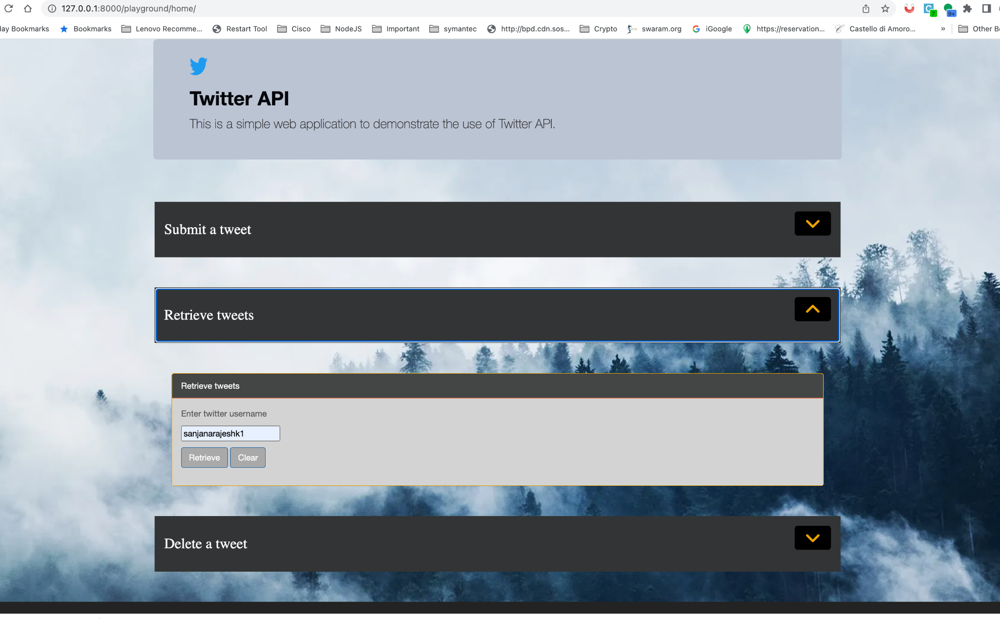 127.0.0.1:8000/playground/home/
7
9+
lay Bookmarks Bookmarks Lenovo Recomme... Restart Tool Cisco NodeJS Important symantec http://bpd.cdn.sos... Crypto swaram.org iGoogle https://reservation... Castello di Amoro... » Other B
Twitter API
This is a simple web application to demonstrate the use of Twitter API.
Submit a tweet
Retrieve tweets
Retrieve tweets
Enter twitter username
sanjanarajeshk1
Retrieve Clear
Delete a tweet